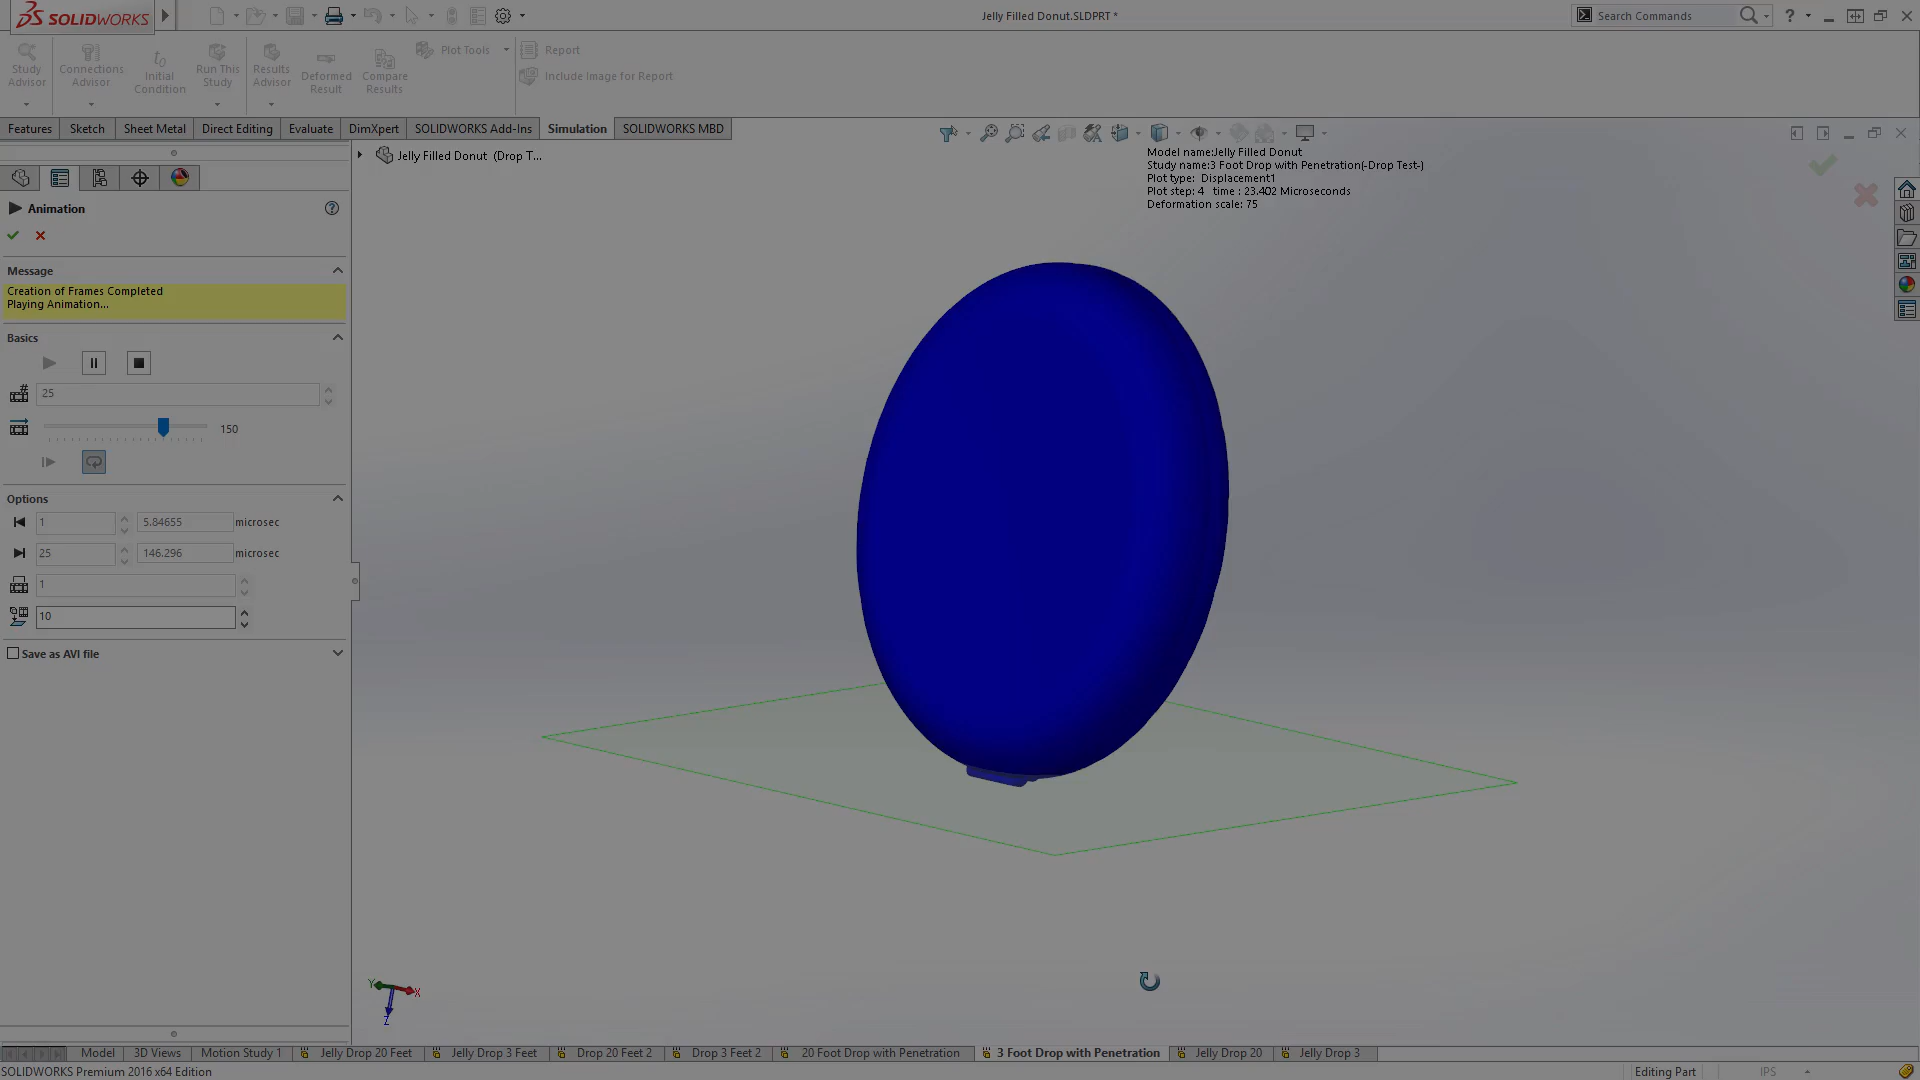 SOLIDWORKS
Jelly Filled Donut.SLDPRT *
Search Commands
Study Advisor
Connections Advisor
Initial Condition
Run This Study
Results Advisor
Deformed Result
Compare Results
Plot Tools
Report
Include Image for Report
Features
Sketch
Sheet Metal
Direct Editing
Evaluate
DimXpert
SOLIDWORKS Add-Ins
Simulation
SOLIDWORKS MBD
Jelly Filled Donut (Drop T...
Model name:Jelly Filled Donut
Study name:3 Foot Drop with Penetration(-Drop Test-)
Plot type: Displacement1
Plot step: 4 time : 23.402 Microseconds
Deformation scale: 75
Animation
Message
Creation of Frames Completed
Playing Animation...
Basics
25
150
Options
1 5.84655 microsec
25 146.296 microsec
1
10
Save as AVI file
Y X
Z
Model
3D Views
Motion Study 1
Jelly Drop 20 Feet
Jelly Drop 3 Feet
Drop 20 Feet 2
Drop 3 Feet 2
20 Foot Drop with Penetration
3 Foot Drop with Penetration
Jelly Drop 20
Jelly Drop 3
SOLIDWORKS Premium 2016 x64 Edition
Editing Part
IPS